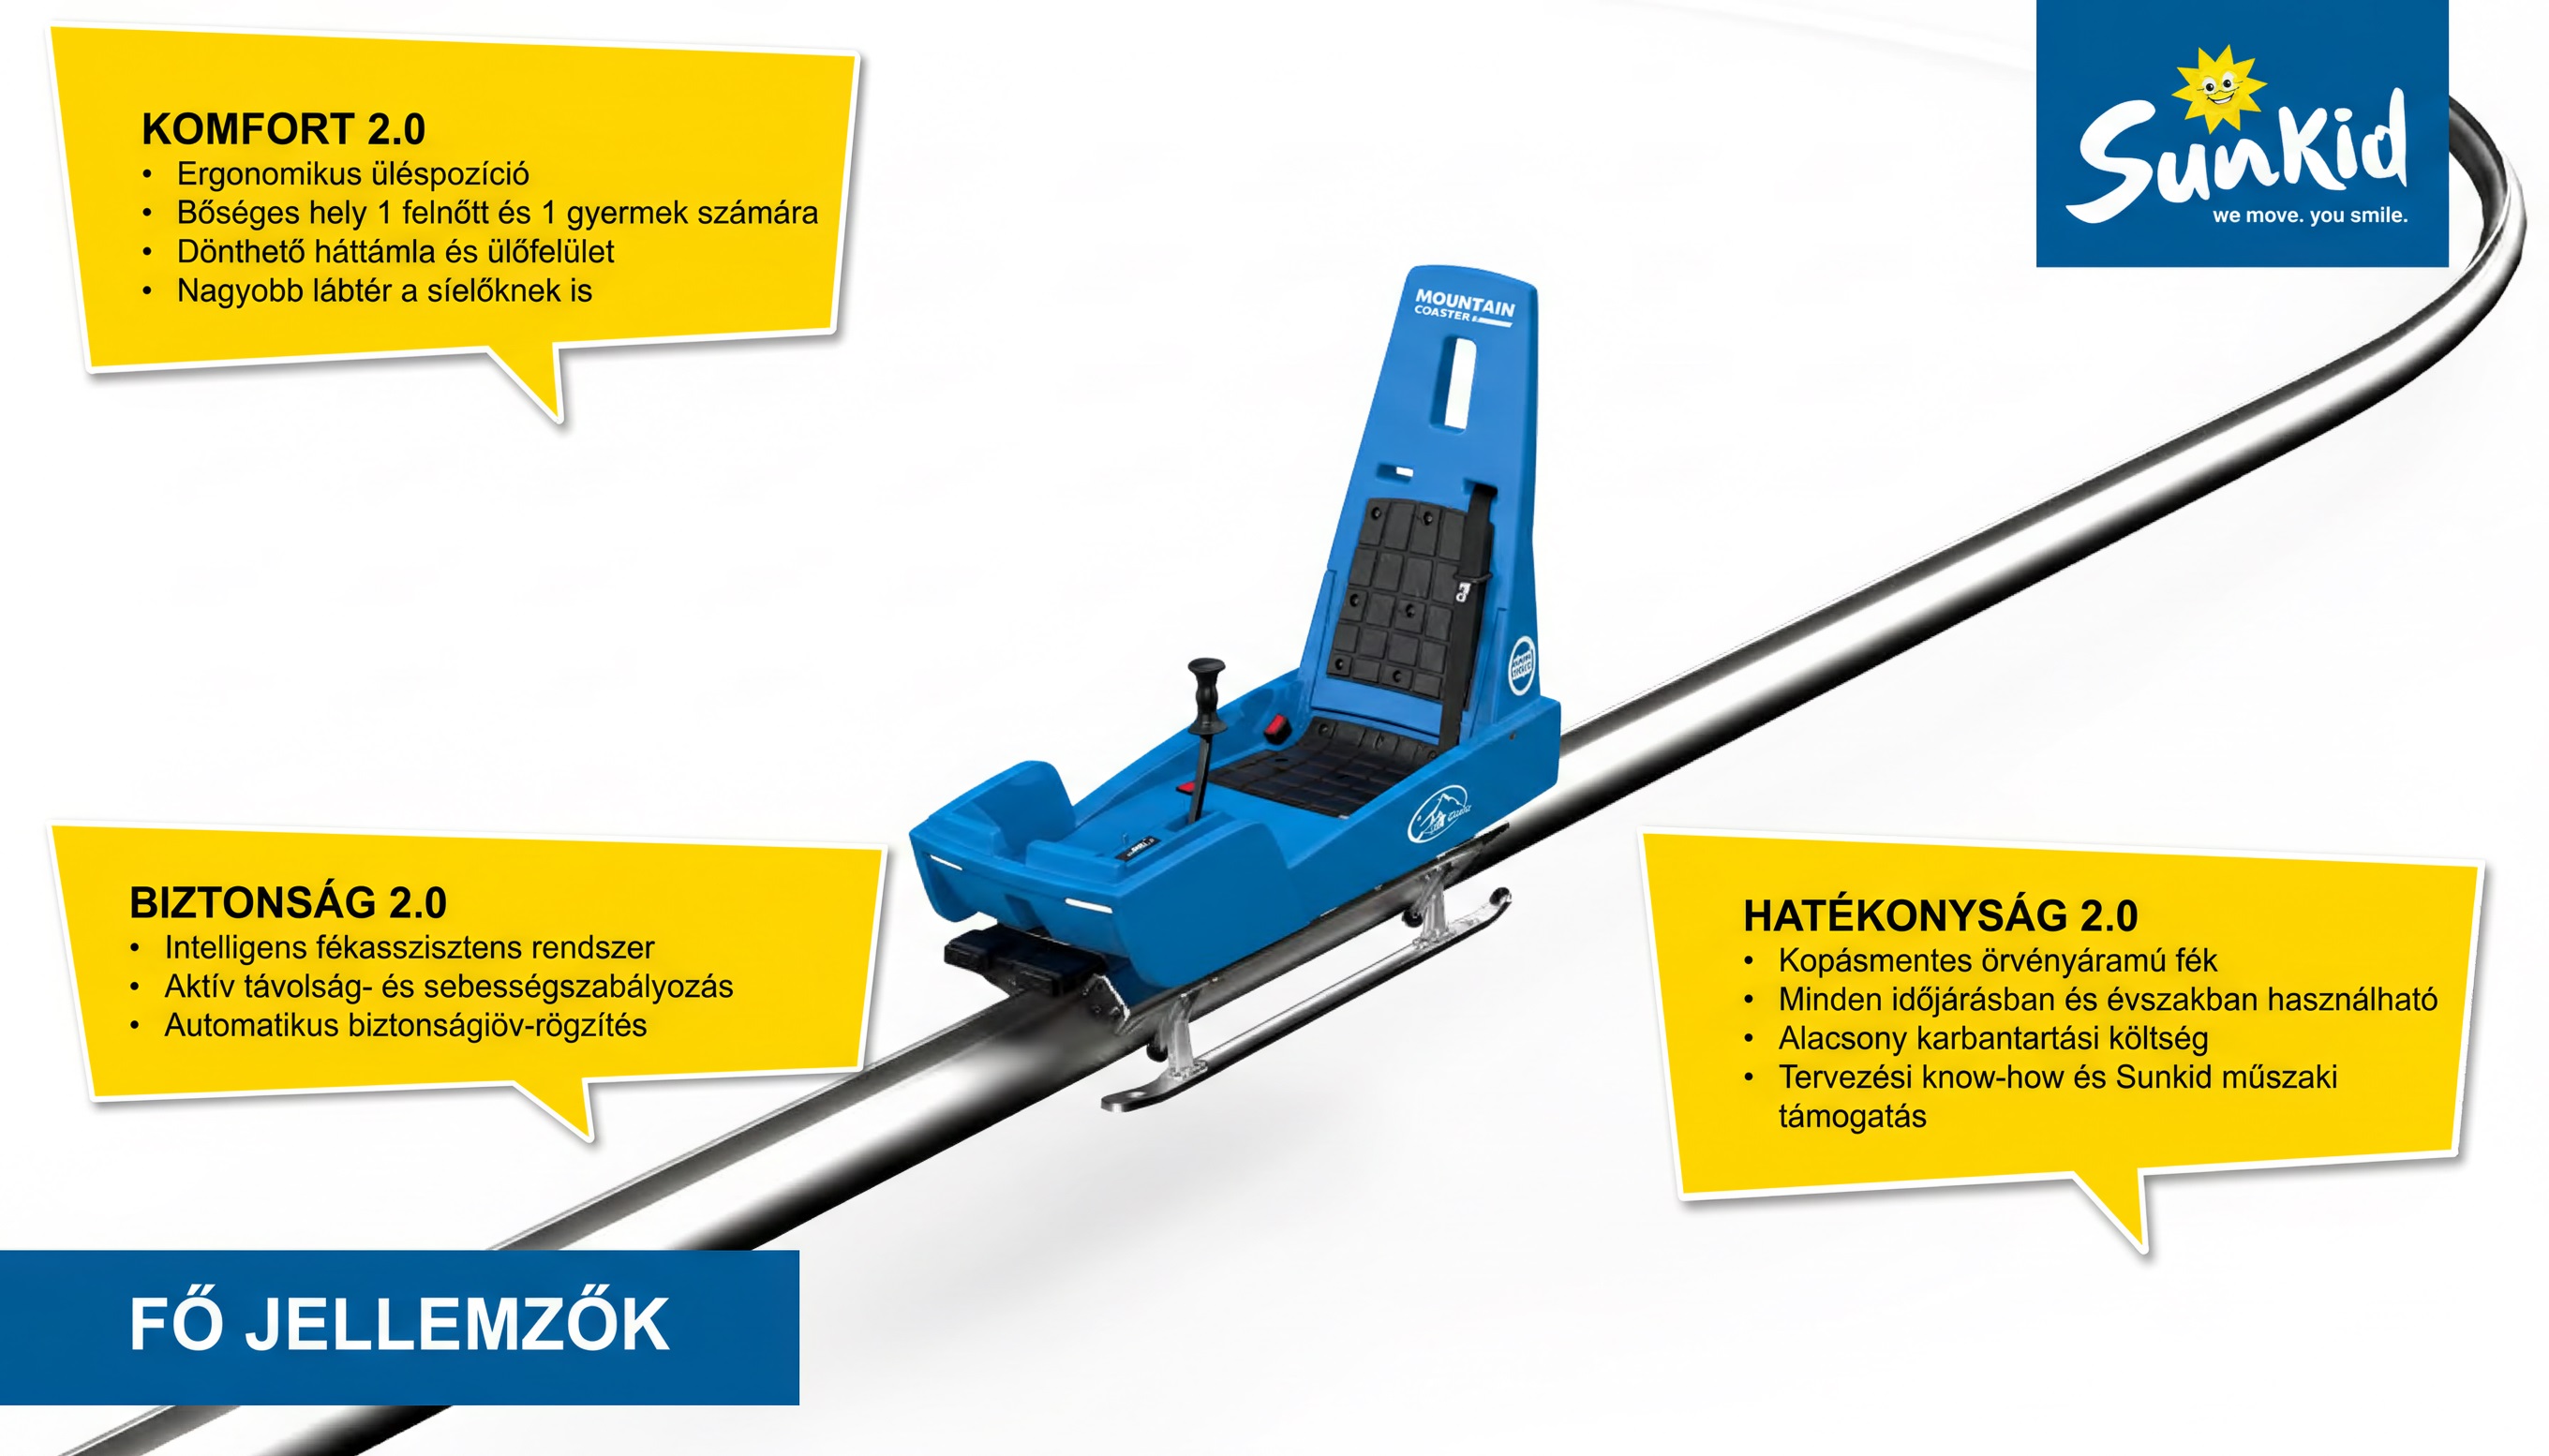 KOMFORT 2.0
• Ergonomikus üléspozíció
• Bőséges hely 1 felnőtt és 1 gyermek számára
• Dönthető háttámla és ülőfelület
• Nagyobb lábtér a síelőknek is
SunKid
we move. you smile.
MOUNTAIN
COASTER
BIZTONSÁG 2.0
• Intelligens fékasszisztens rendszer
• Aktív távolság- és sebességszabályozás
• Automatikus biztonságiöv-rögzítés
HATÉKONYSÁG 2.0
• Kopásmentes örvényáramú fék
• Minden időjárásban és évszakban használható
• Alacsony karbantartási költség
• Tervezési know-how és Sunkid műszaki
támogatás
FŐ JELLEMZŐK